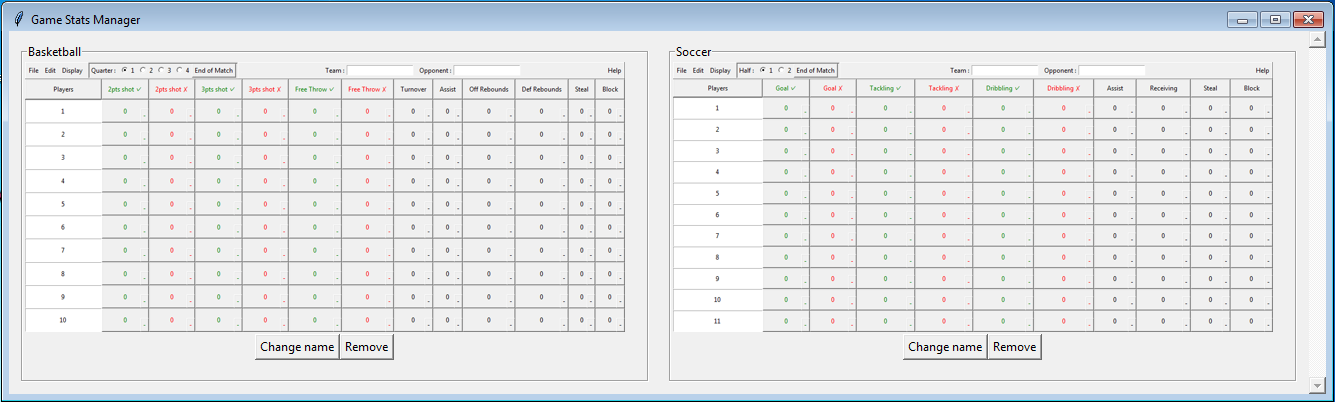 Game Stats Manager
Basketball
File Edit Display Quarter : 1 2 3 4 End of Match Team : Opponent : Help
Players 2pts shot ✓ 2pts shot ✗ 3pts shot ✓ 3pts shot ✗ Free Throw ✓ Free Throw ✗ Turnover Assist Off Rebounds Def Rebounds Steal Block
1 0 - 0 - 0 - 0 - 0 - 0 - 0 - 0 - 0 - 0 - 0 - 0 -
2 0 - 0 - 0 - 0 - 0 - 0 - 0 - 0 - 0 - 0 - 0 - 0 -
3 0 - 0 - 0 - 0 - 0 - 0 - 0 - 0 - 0 - 0 - 0 - 0 -
4 0 - 0 - 0 - 0 - 0 - 0 - 0 - 0 - 0 - 0 - 0 - 0 -
5 0 - 0 - 0 - 0 - 0 - 0 - 0 - 0 - 0 - 0 - 0 - 0 -
6 0 - 0 - 0 - 0 - 0 - 0 - 0 - 0 - 0 - 0 - 0 - 0 -
7 0 - 0 - 0 - 0 - 0 - 0 - 0 - 0 - 0 - 0 - 0 - 0 -
8 0 - 0 - 0 - 0 - 0 - 0 - 0 - 0 - 0 - 0 - 0 - 0 -
9 0 - 0 - 0 - 0 - 0 - 0 - 0 - 0 - 0 - 0 - 0 - 0 -
10 0 - 0 - 0 - 0 - 0 - 0 - 0 - 0 - 0 - 0 - 0 - 0 -
Change name Remove
Soccer
File Edit Display Half : 1 2 End of Match Team : Opponent : Help
Players Goal ✓ Goal ✗ Tackling ✓ Tackling ✗ Dribbling ✓ Dribbling ✗ Assist Receiving Steal Block
1 0 - 0 - 0 - 0 - 0 - 0 - 0 - 0 - 0 - 0 -
2 0 - 0 - 0 - 0 - 0 - 0 - 0 - 0 - 0 - 0 -
3 0 - 0 - 0 - 0 - 0 - 0 - 0 - 0 - 0 - 0 -
4 0 - 0 - 0 - 0 - 0 - 0 - 0 - 0 - 0 - 0 -
5 0 - 0 - 0 - 0 - 0 - 0 - 0 - 0 - 0 - 0 -
6 0 - 0 - 0 - 0 - 0 - 0 - 0 - 0 - 0 - 0 -
7 0 - 0 - 0 - 0 - 0 - 0 - 0 - 0 - 0 - 0 -
8 0 - 0 - 0 - 0 - 0 - 0 - 0 - 0 - 0 - 0 -
9 0 - 0 - 0 - 0 - 0 - 0 - 0 - 0 - 0 - 0 -
10 0 - 0 - 0 - 0 - 0 - 0 - 0 - 0 - 0 - 0 -
11 0 - 0 - 0 - 0 - 0 - 0 - 0 - 0 - 0 - 0 -
Change name Remove